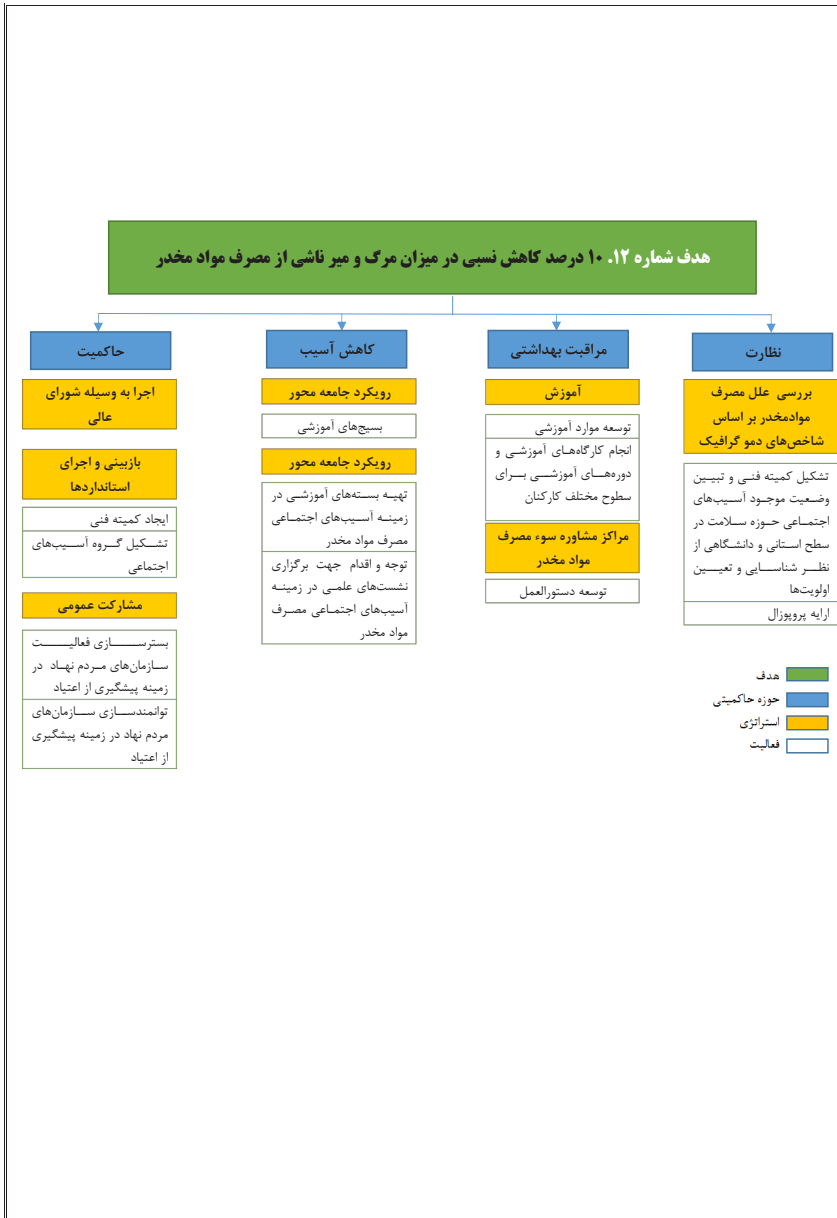 هدف شماره ۱۲. ۱۰ درصد کاهش نسبی در میزان مرگ و میر ناشی از مصرف مواد مخدر
نظارت
بررسی علل مصرف
موادمخدر بر اساس
شاخص‌های دمو گرافیک
تشکیل کمیته فنی و تبیین
وضعیت موجود آسیب‌های
اجتماعی حوزه سلامت در
سطح استانی و دانشگاهی از
نظر شناسایی و تعیین
اولویت‌ها
ارایه پروپوزال
مراقبت بهداشتی
آموزش
توسعه موارد آموزشی
انجام کارگاه‌های آموزشی و
دوره‌های آموزشی برای
سطوح مختلف کارکنان
مراکز مشاوره سوء مصرف
مواد مخدر
توسعه دستورالعمل
کاهش آسیب
رویکرد جامعه محور
بسیج‌های آموزشی
رویکرد جامعه محور
تهیه بسته‌های آموزشی در
زمینه آسیب‌های اجتماعی
مصرف مواد مخدر
توجه و اقدام جهت برگزاری
نشست‌های علمی در زمینه
آسیب‌های اجتماعی مصرف
مواد مخدر
حاکمیت
اجرا به وسیله شورای
عالی
بازبینی و اجرای
استانداردها
ایجاد کمیته فنی
تشکیل گروه آسیب‌های
اجتماعی
مشارکت عمومی
بسترسازی فعالیت
سازمان‌های مردم نهاد در
زمینه پیشگیری از اعتیاد
توانمندسازی سازمان‌های
مردم نهاد در زمینه پیشگیری
از اعتیاد
هدف
حوزه حاکمیتی
استراتژی
فعالیت